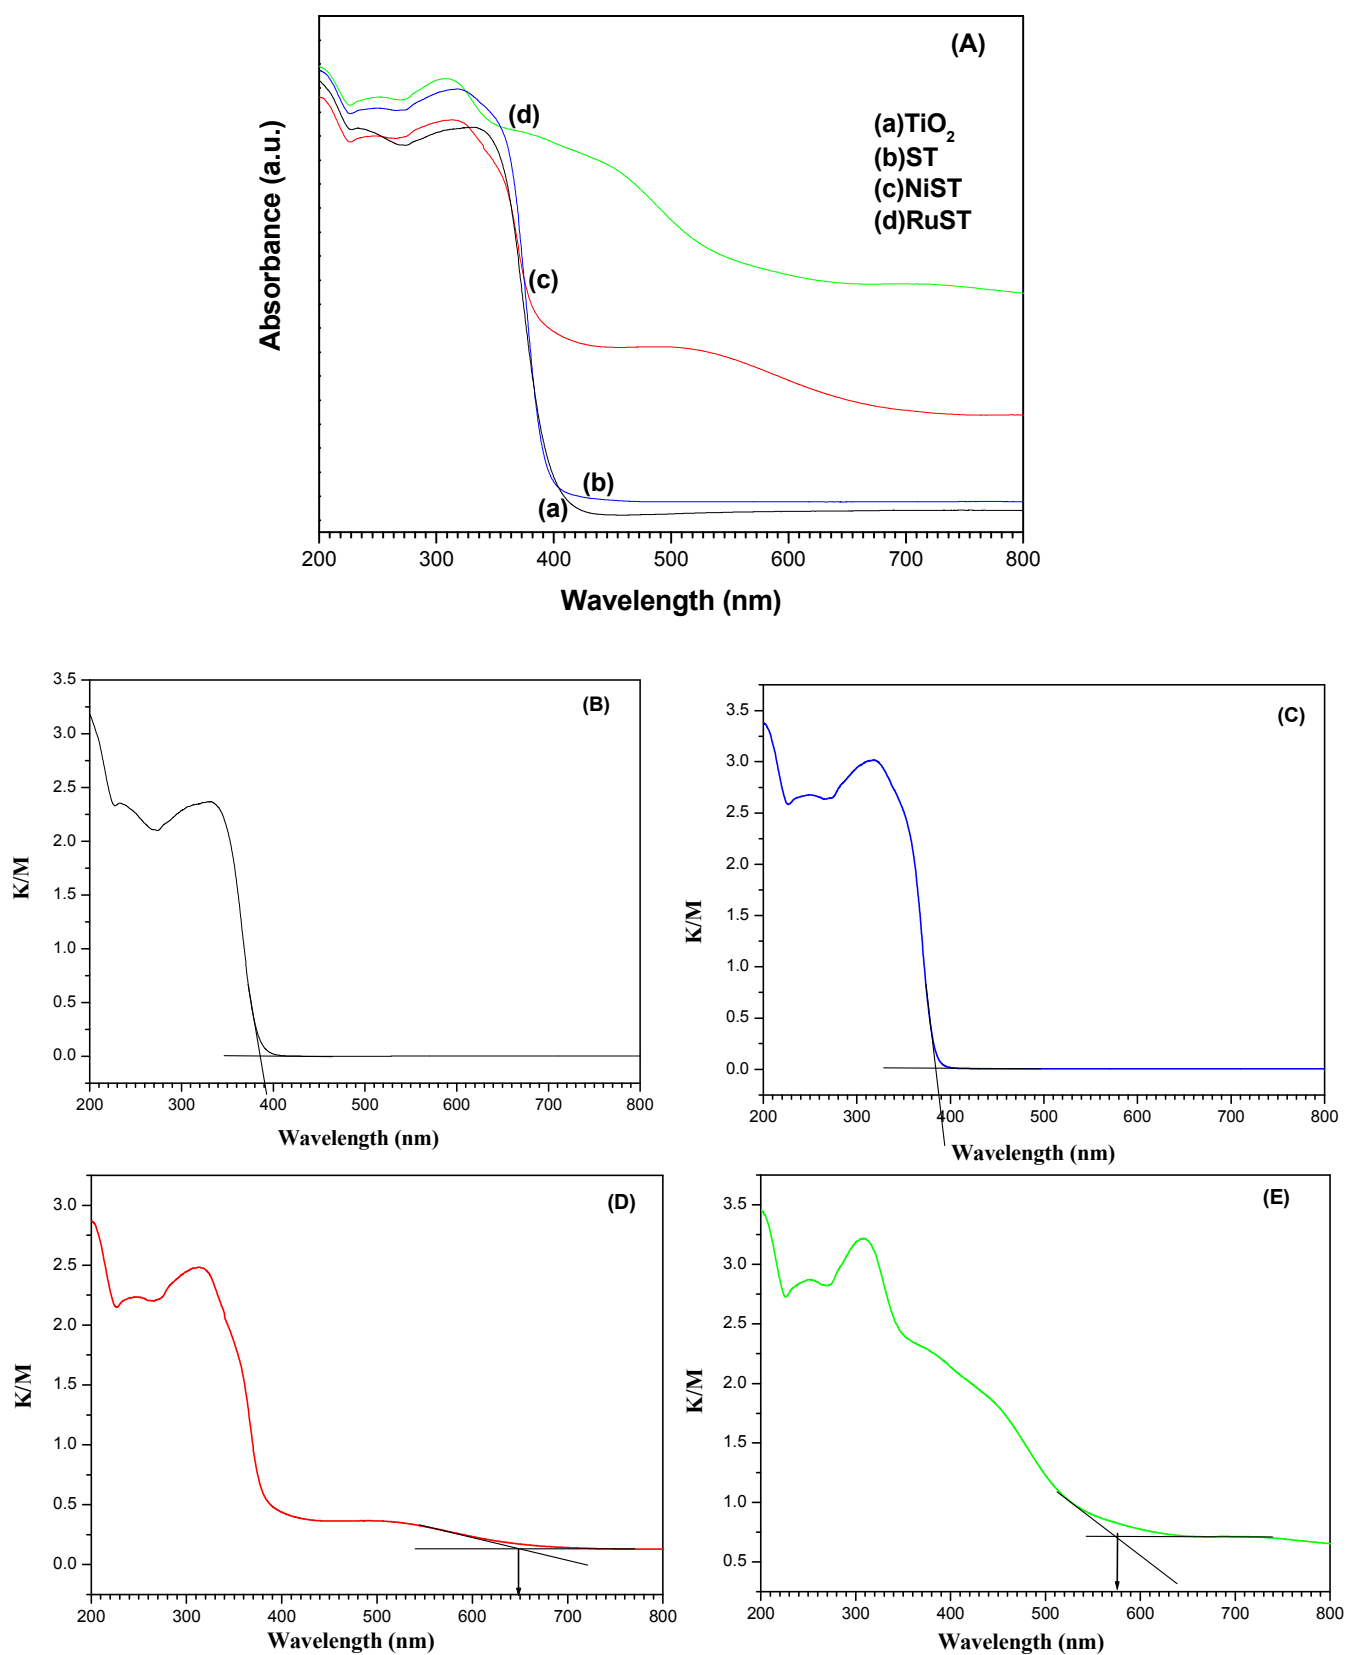 (A)
(d)
(a)TiO2
(b)ST
(c)NiST
(d)RuST
(c)
(b)
(a)
Absorbance (a.u.)
200 300 400 500 600 700 800
Wavelength (nm)
(B)
3.5
3.0
2.5
2.0
1.5
1.0
0.5
0.0
K/M
200 300 400 500 600 700 800
Wavelength (nm)
(C)
3.5
3.0
2.5
2.0
1.5
1.0
0.5
0.0
K/M
200 300 400 500 600 700 800
Wavelength (nm)
(D)
3.0
2.5
2.0
1.5
1.0
0.5
0.0
K/M
200 300 400 500 600 700 800
Wavelength (nm)
(E)
3.5
3.0
2.5
2.0
1.5
1.0
0.5
K/M
200 300 400 500 600 700 800
Wavelength (nm)